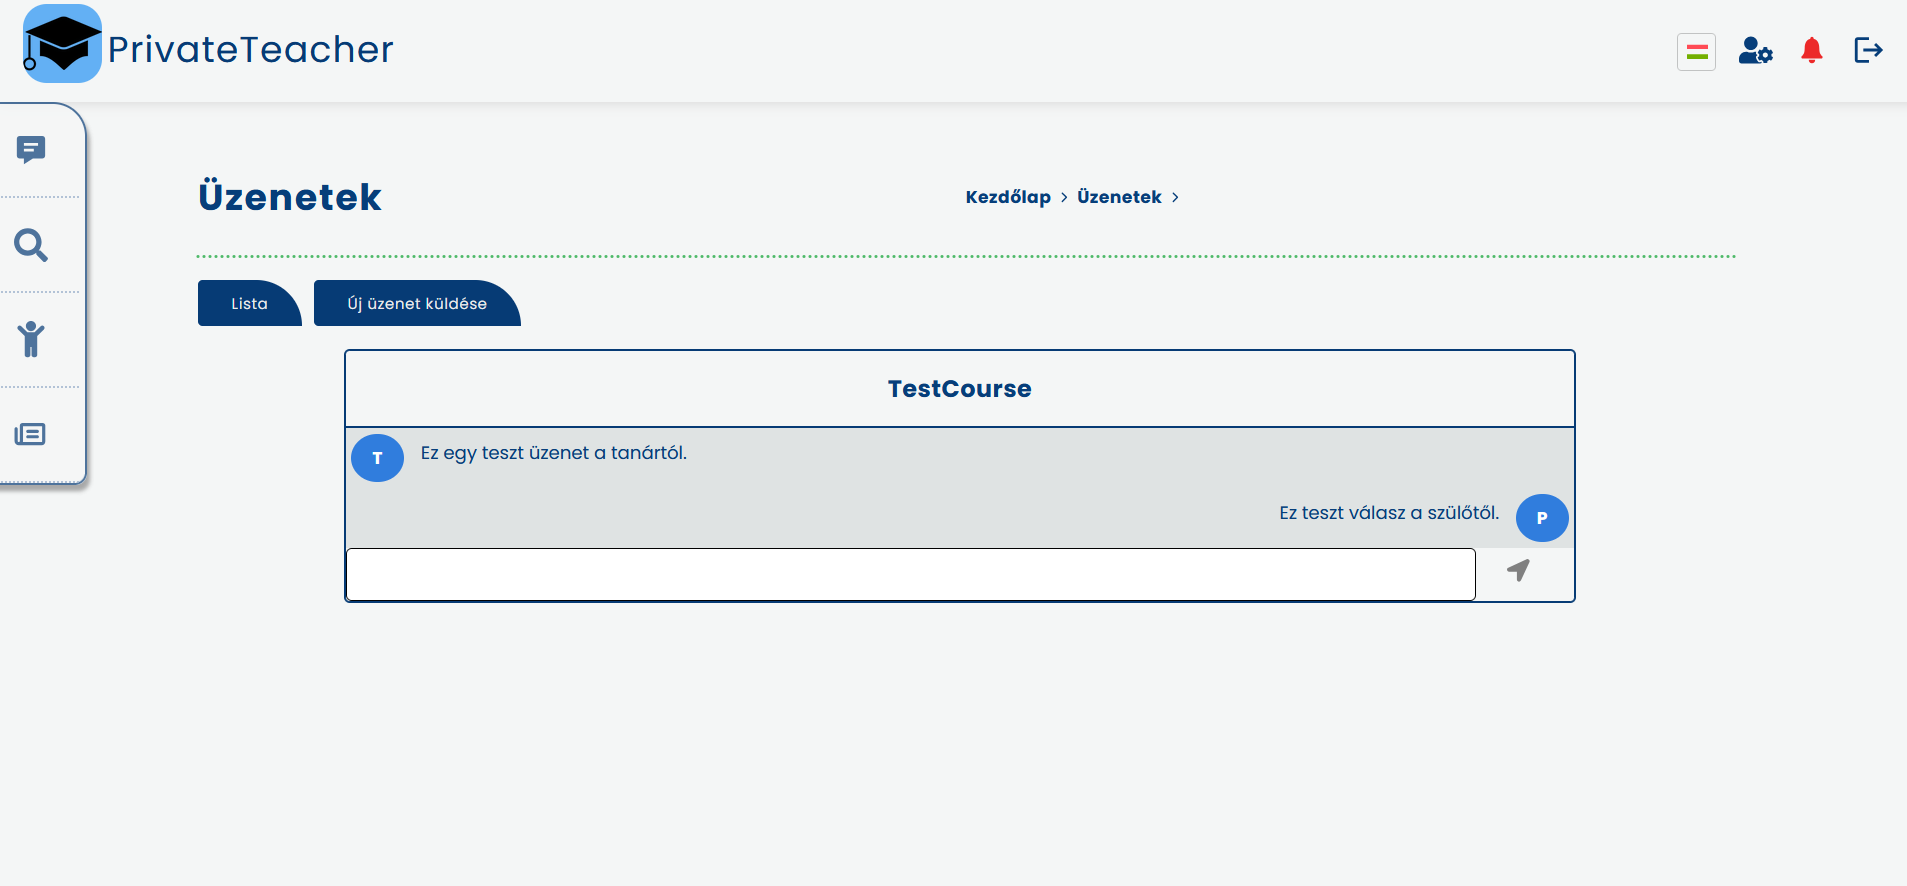 PrivateTeacher
Üzenetek
Kezdőlap > Üzenetek >
Lista
Új üzenet küldése
TestCourse
T
Ez egy teszt üzenet a tanártól.
Ez teszt válasz a szülőtől.
P